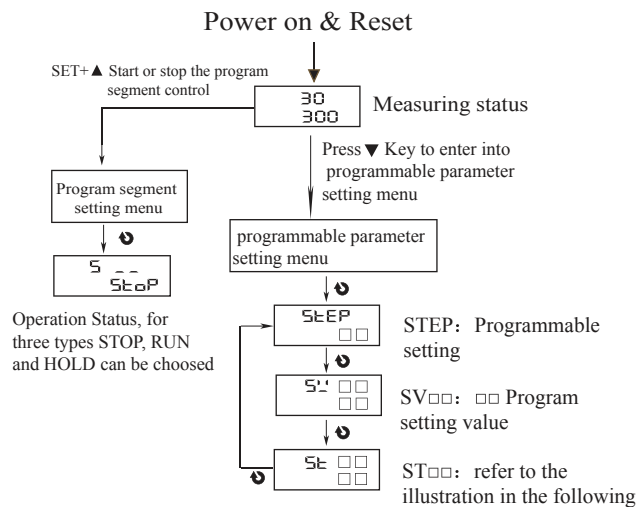 Power on & Reset
SET+▲ Start or stop the program
segment control
30
300
Measuring status
Press ▼ Key to enter into
programmable parameter
setting menu
Program segment
setting menu
programmable parameter
setting menu
S _ _
StoP
Operation Status, for
three types STOP, RUN
and HOLD can be choosed
StEP
□□
STEP: Programmable
setting
SV □□
□□
SV□□: □□ Program
setting value
St □□
□□
ST□□: refer to the
illustration in the following